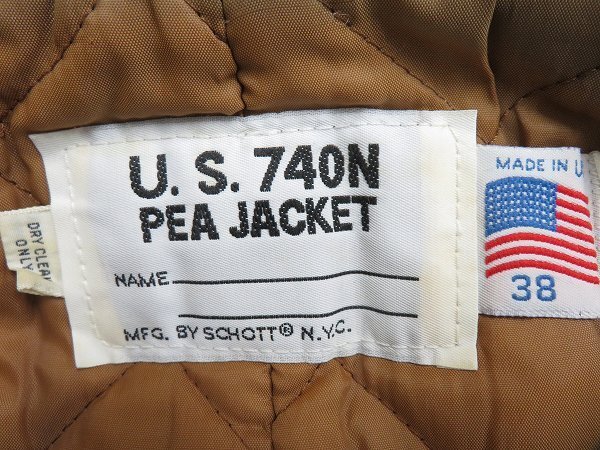 U. S. 740N
PEA JACKET
NAME
MFG. BY SCHOTT® N.Y.C.
DRY CLEAN
ONLY
MADE IN U
38